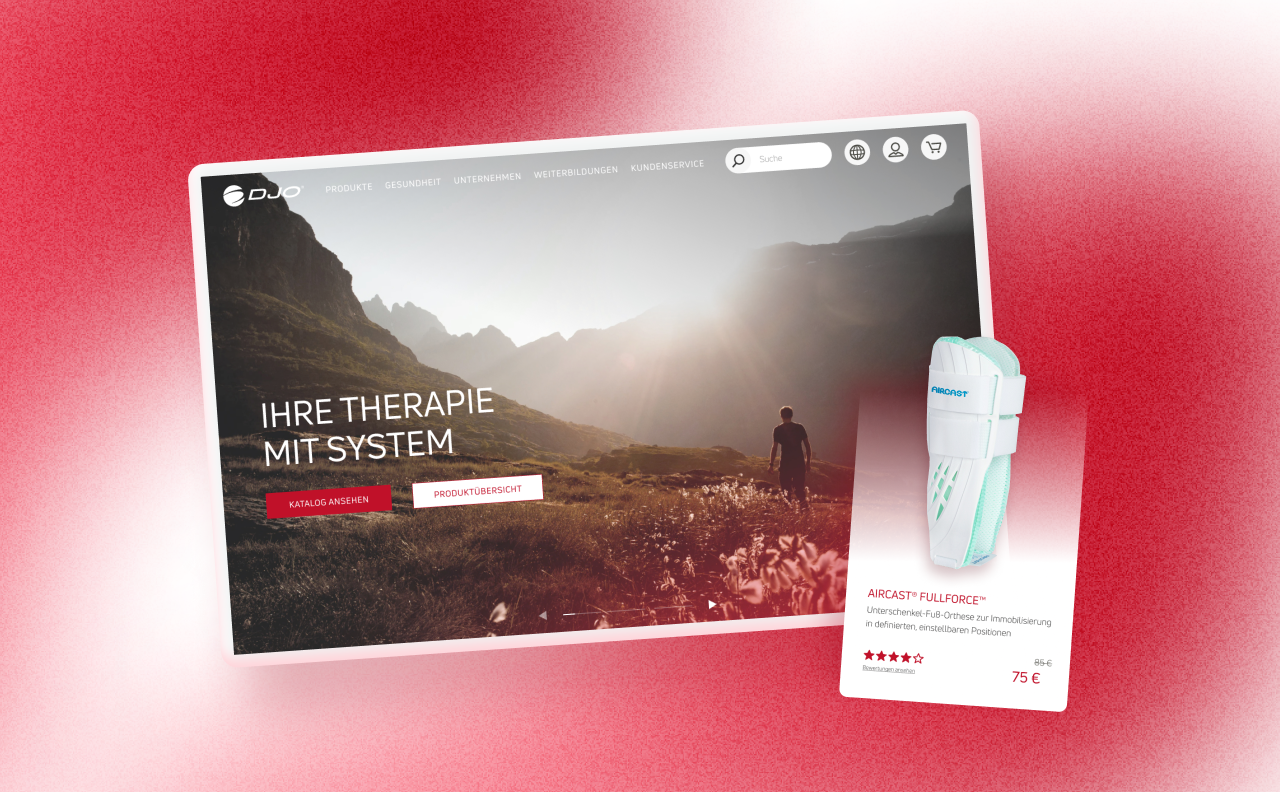 DJO®
PRODUKTE GESUNDHEIT UNTERNEHMEN WEITERBILDUNGEN KUNDENSERVICE
Suche
IHRE THERAPIE
MIT SYSTEM
KATALOG ANSEHEN
PRODUKTÜBERSICHT
AIRCAST®
AIRCAST® FULLFORCE™
Unterschenkel-Fuß-Orthese zur Immobilisierung
in definierten, einstellbaren Positionen
Bewertungen ansehen
85 €
75 €